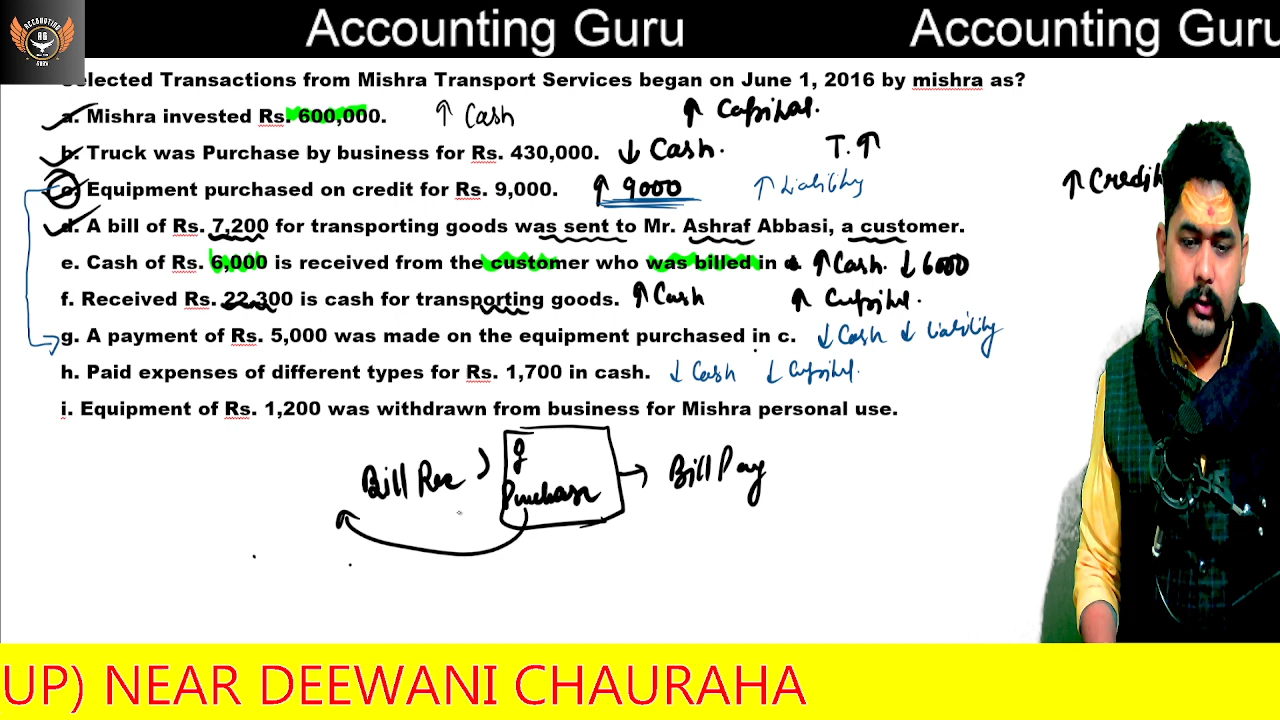 Accounting Guru Accounting Guru
ACCOUNTING
AG
GURU
elected Transactions from Mishra Transport Services began on June 1, 2016 by mishra as?
a. Mishra invested Rs. 600,000. ↑ Cash ↑ Capital.
b. Truck was Purchase by business for Rs. 430,000. ↓ Cash. T. ↑
c. Equipment purchased on credit for Rs. 9,000. ↑ 9000 ↑ Liability ↑ Credit
d. A bill of Rs. 7,200 for transporting goods was sent to Mr. Ashraf Abbasi, a customer.
e. Cash of Rs. 6,000 is received from the customer who was billed in d. ↑ Cash. ↓ 6000
f. Received Rs. 22,300 is cash for transporting goods. ↑ Cash ↑ Capital.
g. A payment of Rs. 5,000 was made on the equipment purchased in c. ↓ Cash ↓ liability
h. Paid expenses of different types for Rs. 1,700 in cash. ↓ Cash ↓ Capital.
i. Equipment of Rs. 1,200 was withdrawn from business for Mishra personal use.
Bill Rec Purchase → Bill Pay
UP) NEAR DEEWANI CHAURAHA